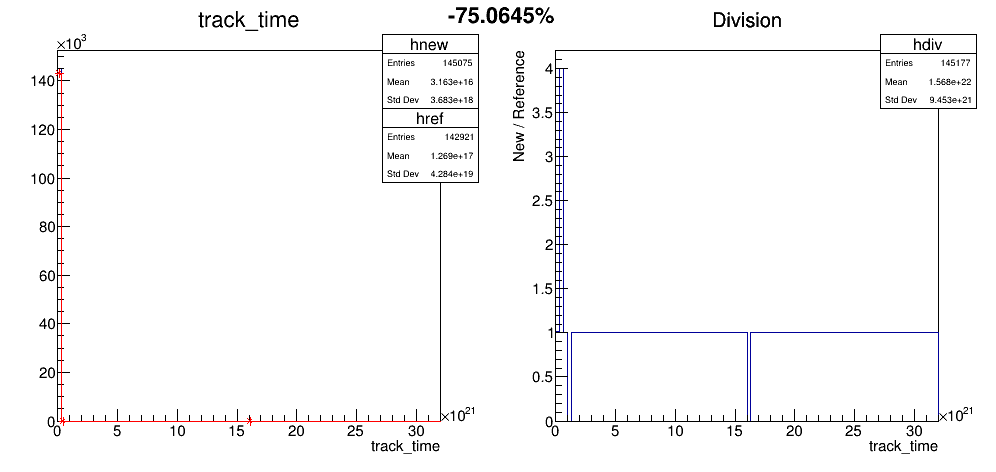 -75.0645%
track_time
×10³
hnew
Entries 145075
Mean 3.163e+16
Std Dev 3.683e+18
href
Entries 142921
Mean 1.269e+17
Std Dev 4.284e+19
140
120
100
80
60
40
20
0
0 5 10 15 20 25 30 ×10²¹
track_time
Division
hdiv
Entries 145177
Mean 1.568e+22
Std Dev 9.453e+21
New / Reference
4
3.5
3
2.5
2
1.5
1
0.5
0
0 5 10 15 20 25 30 ×10²¹
track_time